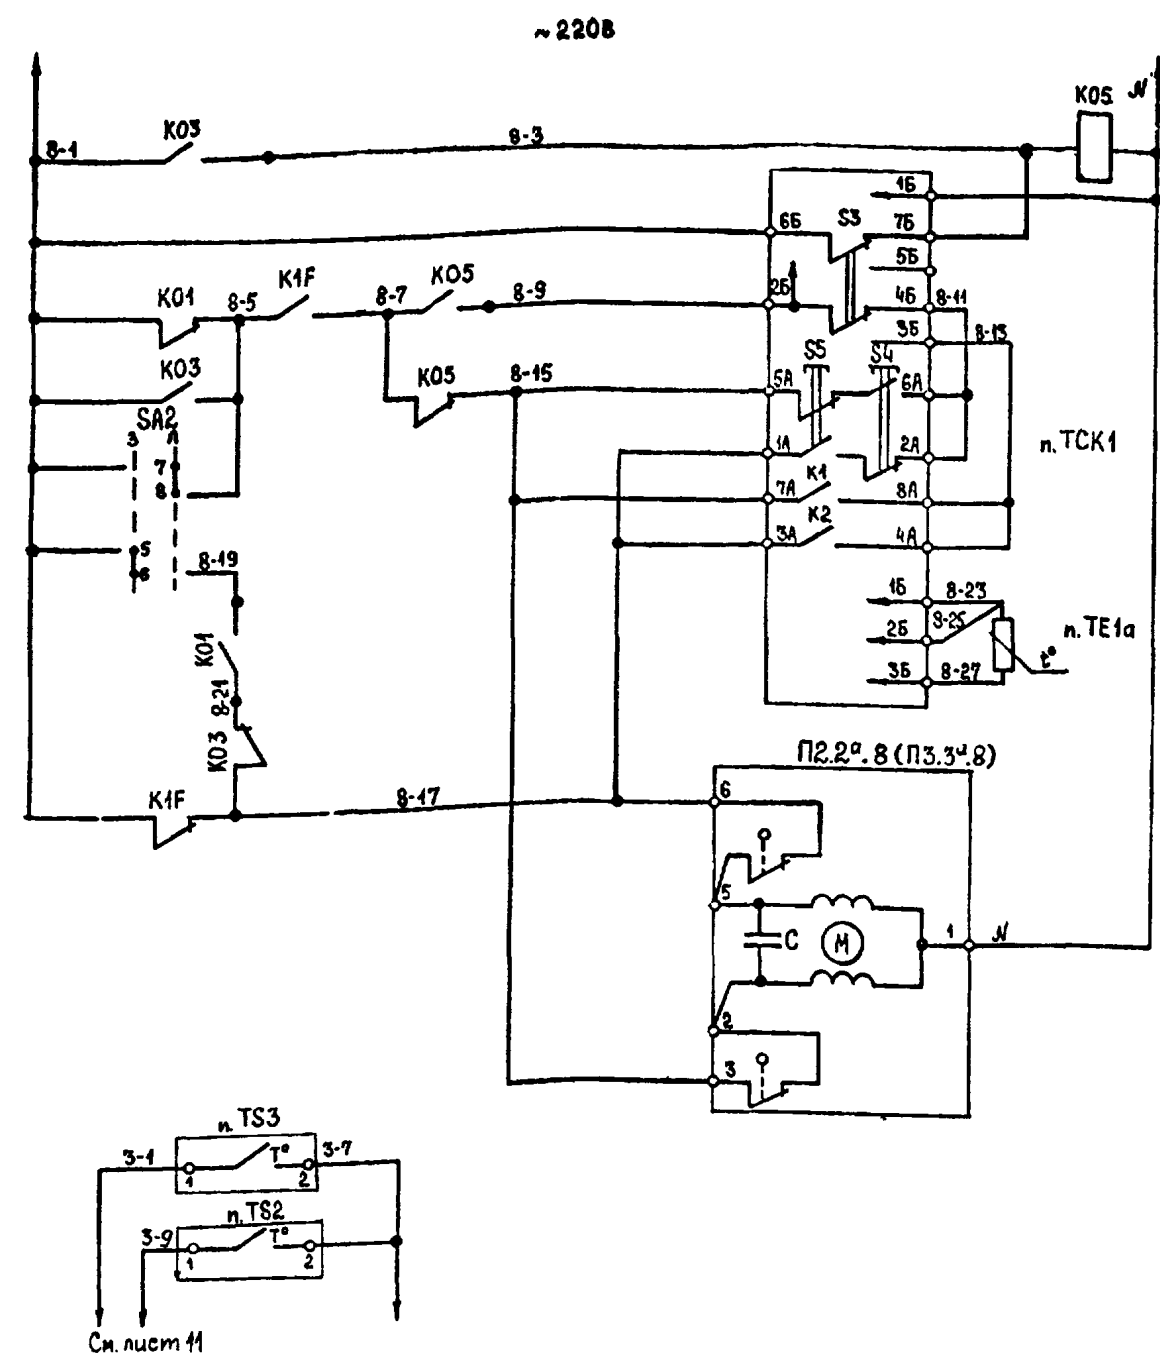 ~220В
К05 N
8-1 К03 8-3
1Б
6Б S3 7Б
5Б
К01 8-5 К1F 8-7 К05 8-9 2Б 4Б 8-11
3Б 8-13
К03 К05 8-15 S5 S4
5А 6А
SA2
З Л
7
8
1А 2А п.ТСК1
7А К1 8А
К2
3А 4А
5
6 8-19
1Б 8-23
2Б 8-25 п.ТЕ1а
3Б 8-27 t°
К01
8-21
К03
П2.2ª.8 (П3.3ª.8)
К1F 8-17 6
5
С М 1 N
2
3
п.TS3
3-1 1 T° 2 3-7
п.TS2
3-9 1 T° 2
См. лист 11